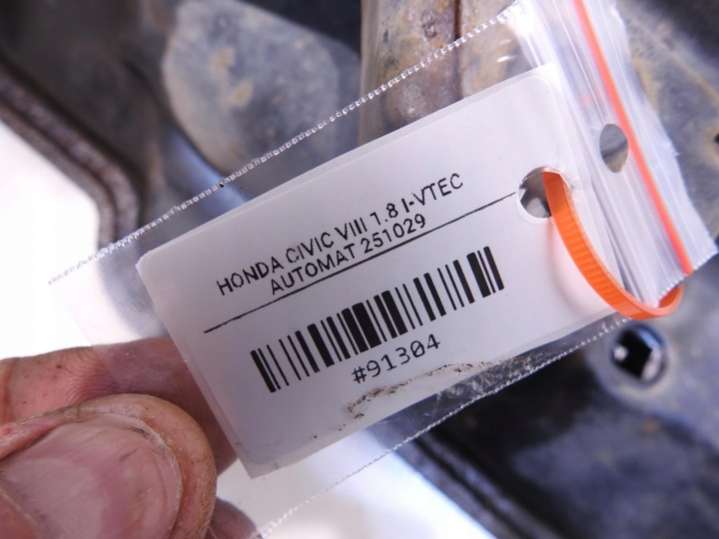 HONDA CIVIC VIII 1.8 I-VTEC
AUTOMAT 251029
#91304